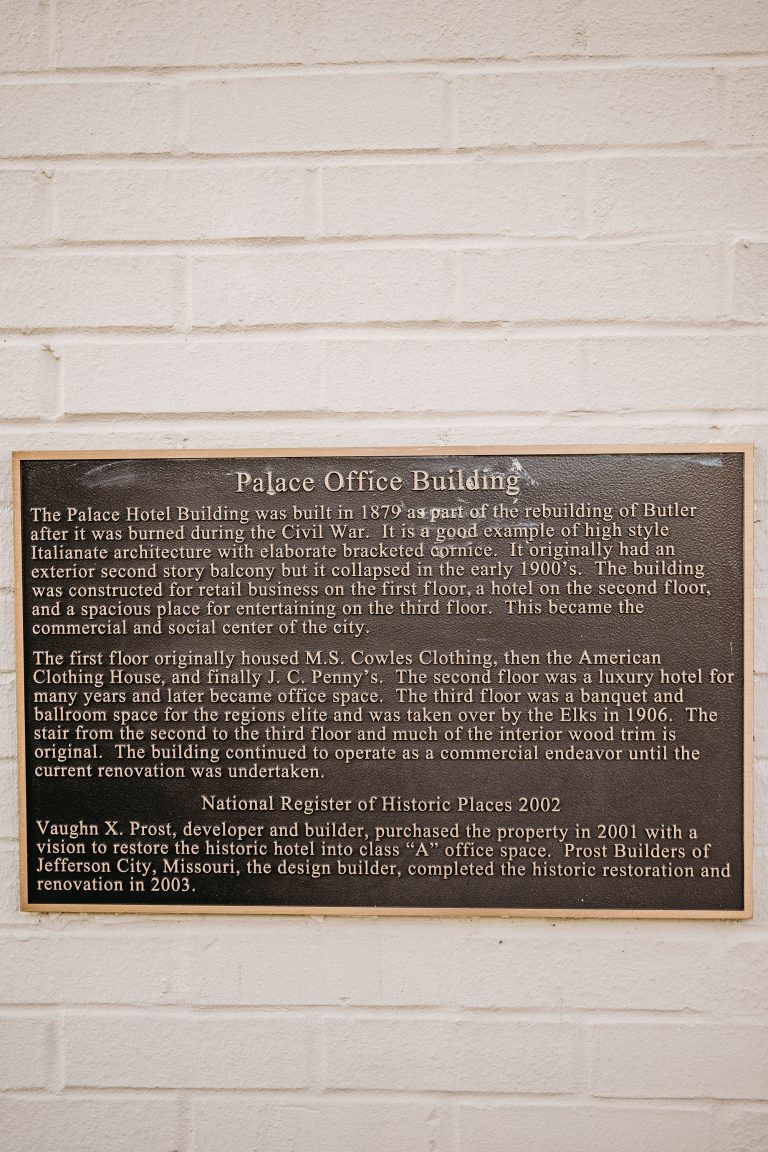 Palace Office Building
The Palace Hotel Building was built in 1879 as part of the rebuilding of Butler
after it was burned during the Civil War.  It is a good example of high style
Italianate architecture with elaborate bracketed cornice.  It originally had an
exterior second story balcony but it collapsed in the early 1900's.  The building
was constructed for retail business on the first floor, a hotel on the second floor,
and a spacious place for entertaining on the third floor.  This became the
commercial and social center of the city.
The first floor originally housed M.S. Cowles Clothing, then the American
Clothing House, and finally J. C. Penny's.  The second floor was a luxury hotel for
many years and later became office space.  The third floor was a banquet and
ballroom space for the regions elite and was taken over by the Elks in 1906.  The
stair from the second to the third floor and much of the interior wood trim is
original.  The building continued to operate as a commercial endeavor until the
current renovation was undertaken.
National Register of Historic Places 2002
Vaughn X. Prost, developer and builder, purchased the property in 2001 with a
vision to restore the historic hotel into class “A” office space.  Prost Builders of
Jefferson City, Missouri, the design builder, completed the historic restoration and
renovation in 2003.